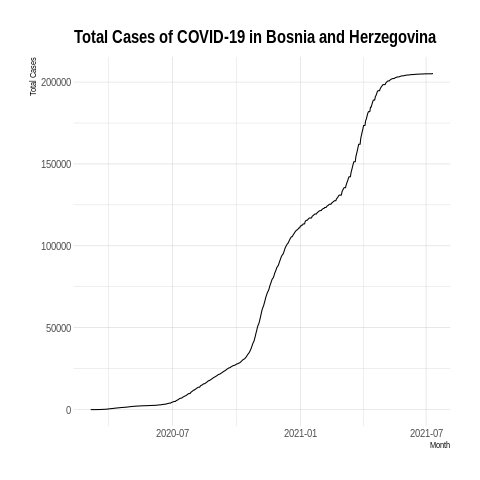 Total Cases of COVID-19 in Bosnia and Herzegovina
Total Cases
200000
150000
100000
50000
0
2020-07
2021-01
2021-07
Month